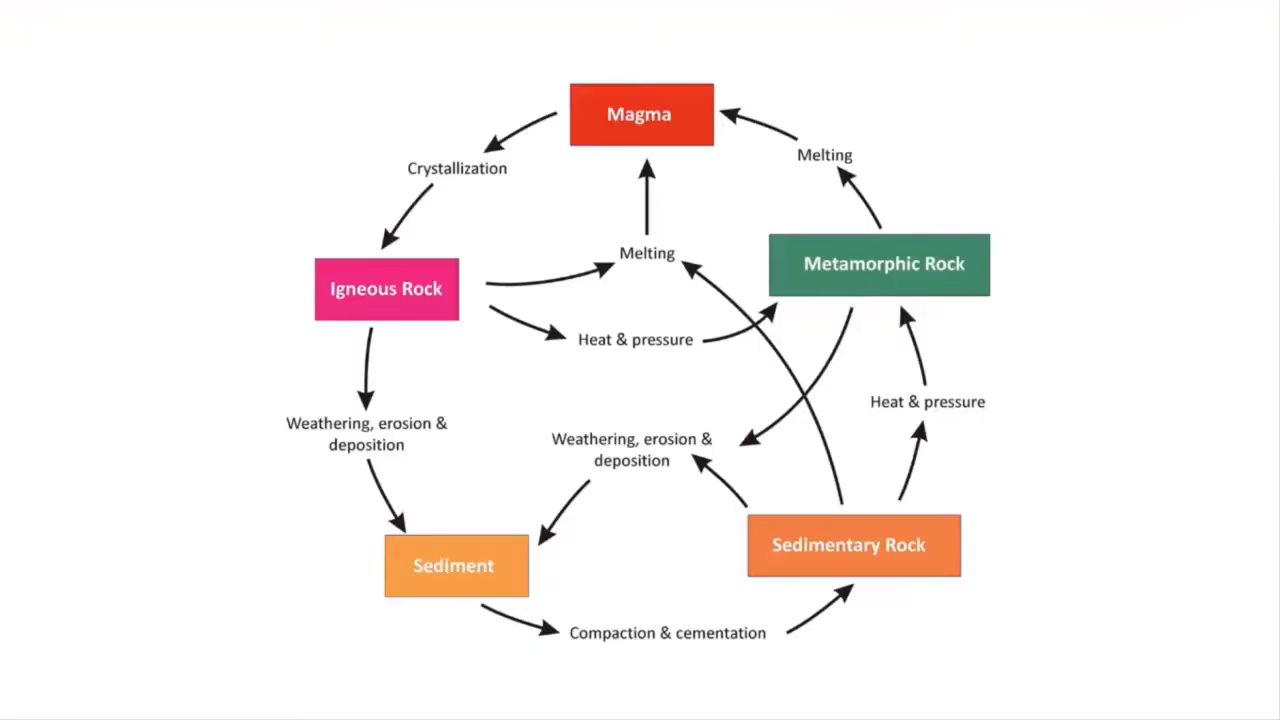 Magma
Melting
Crystallization
Melting
Metamorphic Rock
Igneous Rock
Heat & pressure
Heat & pressure
Weathering, erosion &
deposition
Weathering, erosion &
deposition
Sedimentary Rock
Sediment
Compaction & cementation